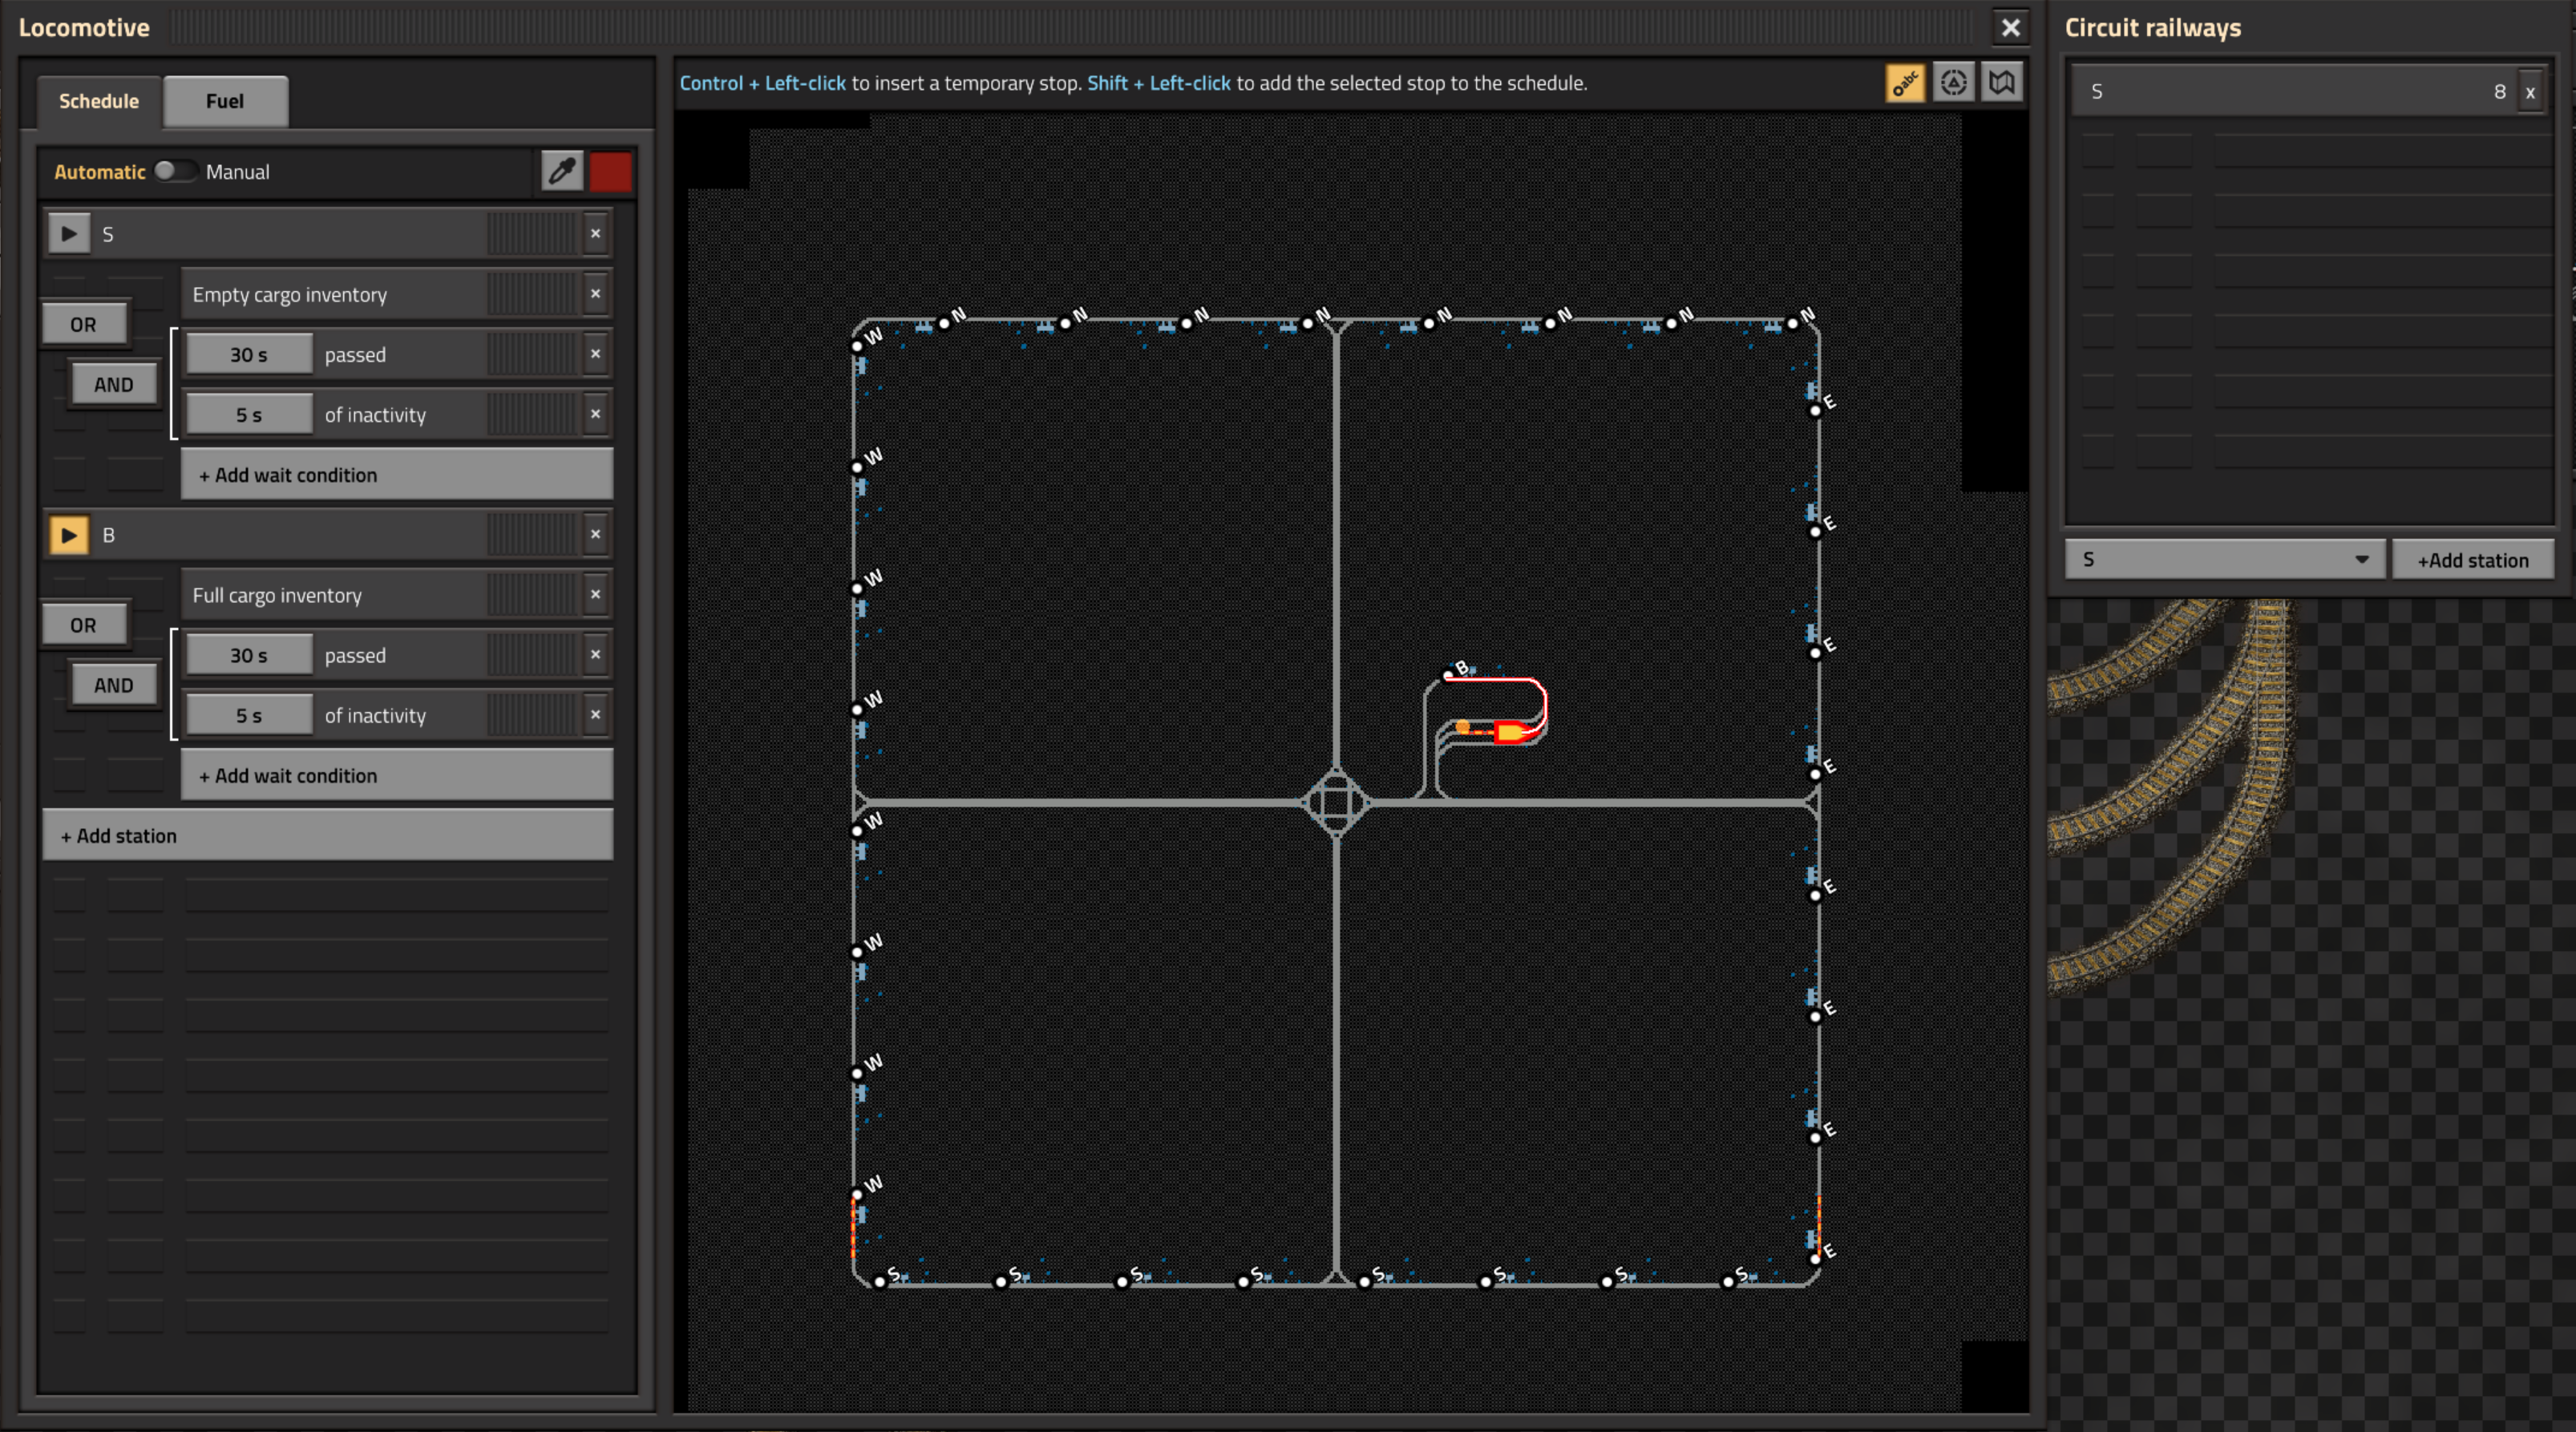 Locomotive
Circuit railways
Schedule
Fuel
Control + Left-click to insert a temporary stop. Shift + Left-click to add the selected stop to the schedule.
abc
S
8
x
Automatic
Manual
S
Empty cargo inventory
OR
30 s passed
AND
5 s of inactivity
+ Add wait condition
B
Full cargo inventory
OR
30 s passed
AND
5 s of inactivity
+ Add wait condition
+ Add station
N
N
N
N
N
N
N
N
W
W
W
W
W
W
W
W
E
E
E
E
E
E
E
E
B
S
S
S
S
S
S
S
S
S
+Add station